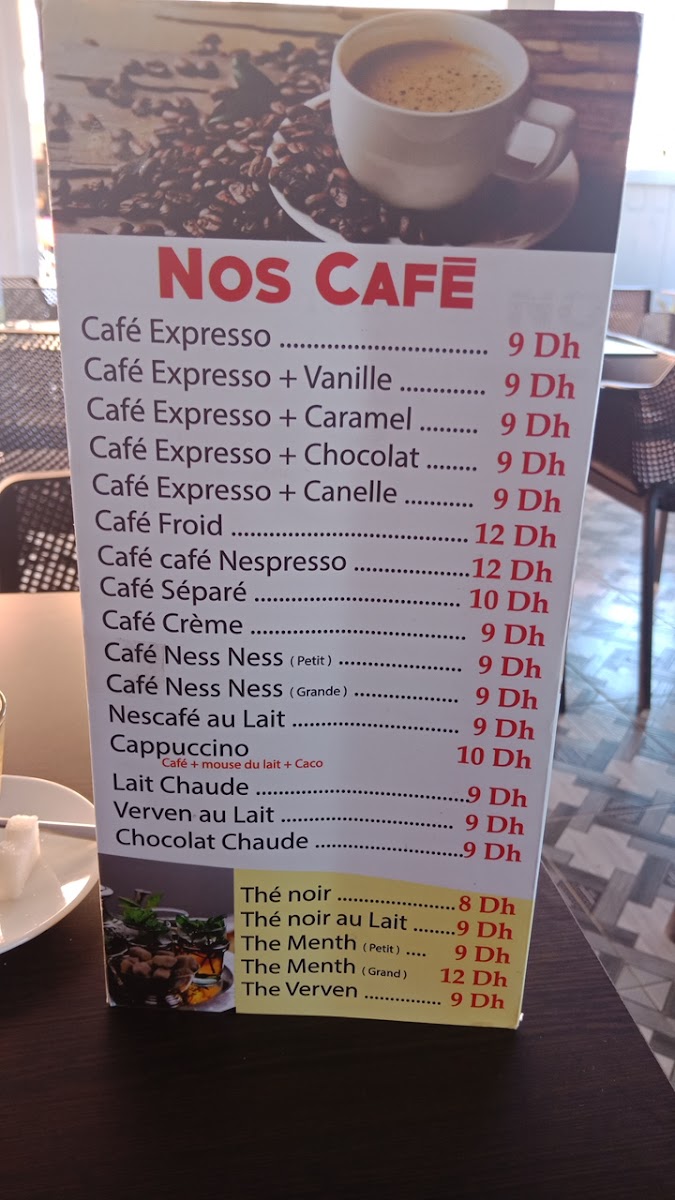 NOS CAFÉ
Café Expresso ................................ 9 Dh
Café Expresso + Vanille ............. 9 Dh
Café Expresso + Caramel ......... 9 Dh
Café Expresso + Chocolat ........ 9 Dh
Café Expresso + Canelle ........... 9 Dh
Café Froid ...................................... 12 Dh
Café café Nespresso ................... 12 Dh
Café Séparé ................................. 10 Dh
Café Crème ................................... 9 Dh
Café Ness Ness ( Petit ) .................... 9 Dh
Café Ness Ness ( Grande ) ................. 9 Dh
Nescafé au Lait ........................... 9 Dh
Cappuccino 10 Dh
Café + mouse du lait + Caco
Lait Chaude ................................... 9 Dh
Verven au Lait ............................. 9 Dh
Chocolat Chaude ......................... 9 Dh
Thé noir ...................... 8 Dh
Thé noir au Lait ....... 9 Dh
The Menth ( Petit ) .... 9 Dh
The Menth ( Grand ) 12 Dh
The Verven ............... 9 Dh